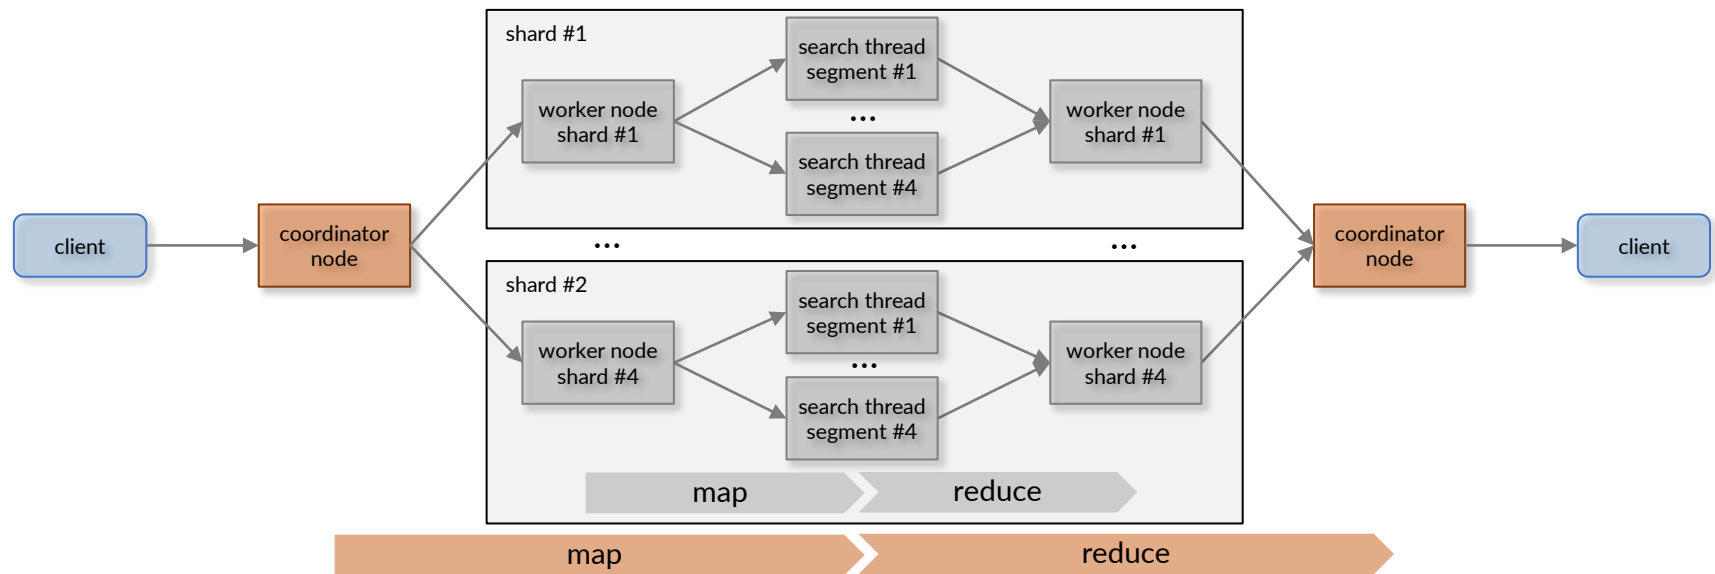 shard #1
search thread
segment #1
worker node
shard #1
...
worker node
shard #1
search thread
segment #4
client
coordinator
node
...
...
coordinator
node
client
shard #2
search thread
segment #1
worker node
shard #4
...
worker node
shard #4
search thread
segment #4
map
reduce
map
reduce